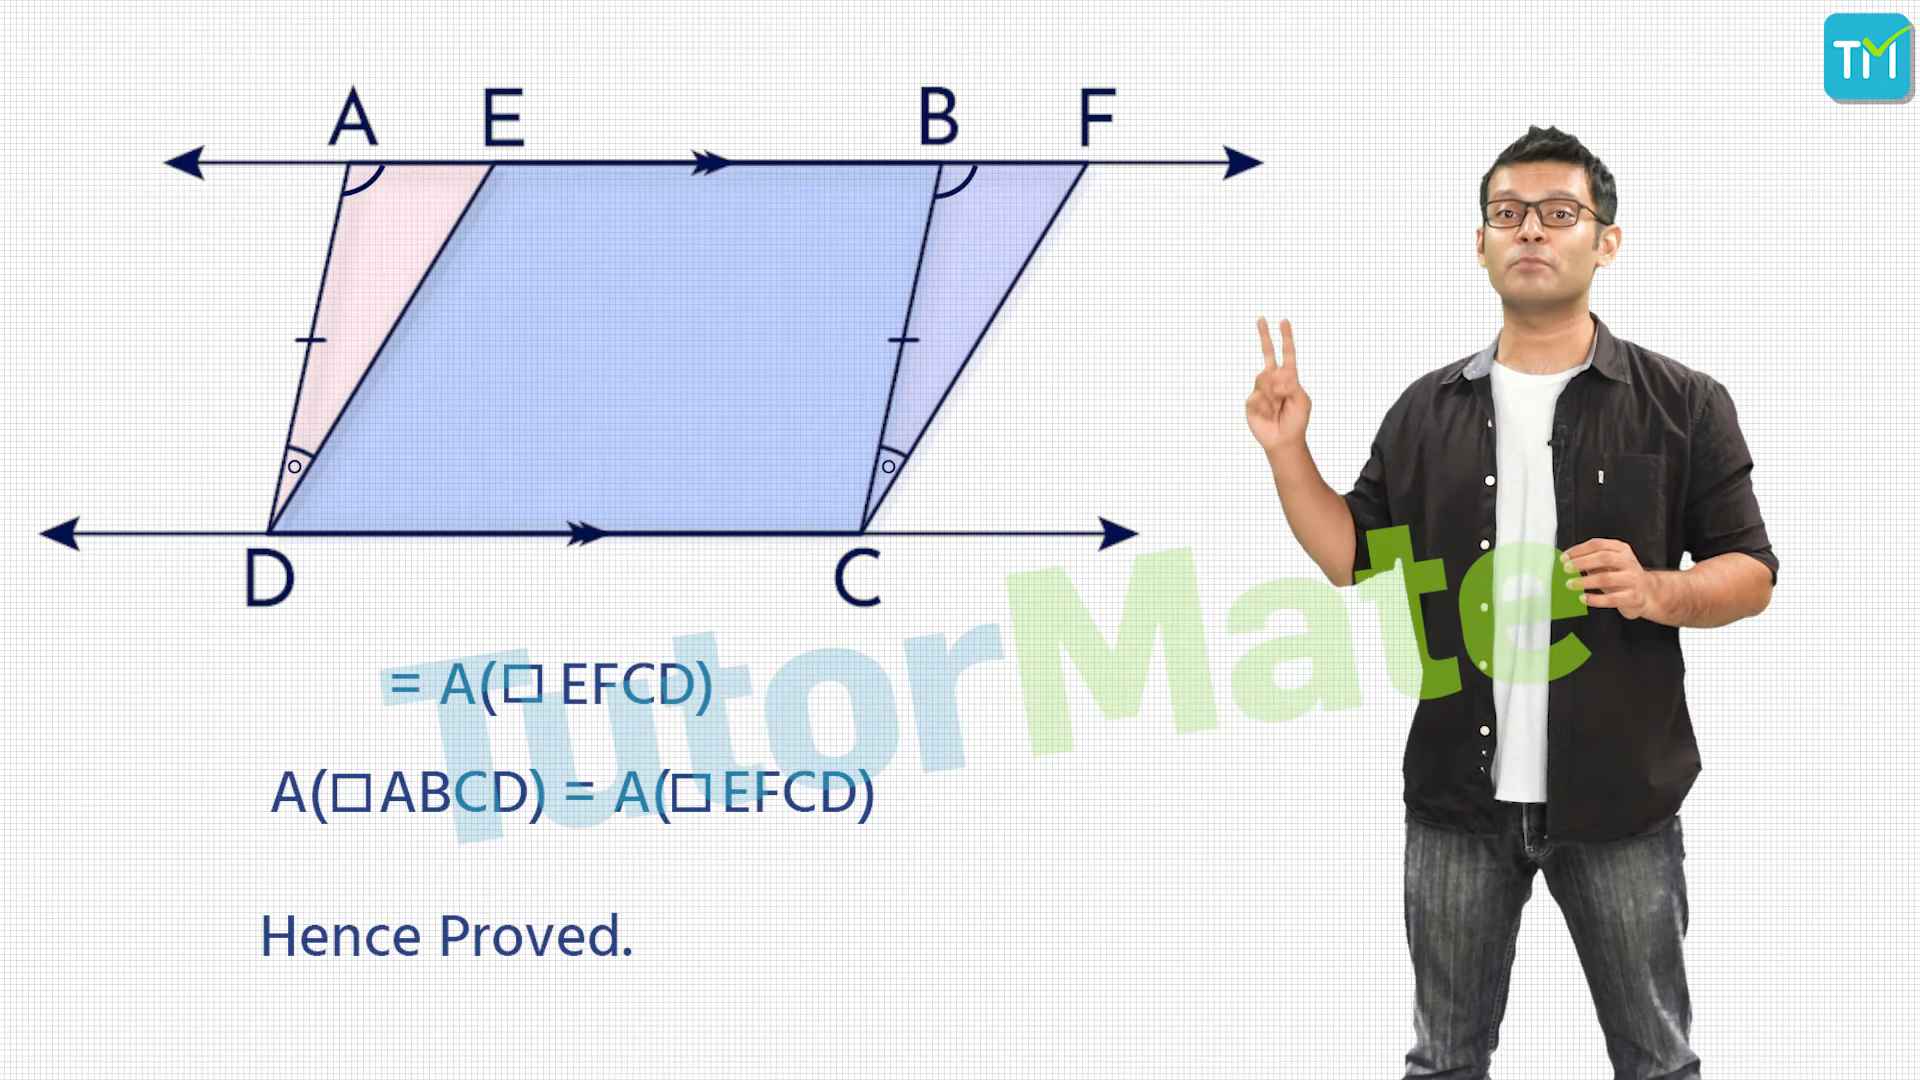 TM
A E B F
D C
TutorMate
= A(□ EFCD)
A(□ABCD) = A(□EFCD)
Hence Proved.